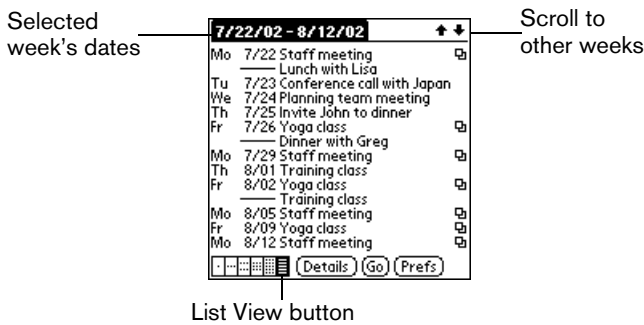 Selected
week's dates
7/22/02 - 8/12/02
Scroll to
other weeks
Mo 7/22 Staff meeting
Lunch with Lisa
Tu 7/23 Conference call with Japan
We 7/24 Planning team meeting
Th 7/25 Invite John to dinner
Fr 7/26 Yoga class
Dinner with Greg
Mo 7/29 Staff meeting
Th 8/01 Training class
Fr 8/02 Yoga class
Training class
Mo 8/05 Staff meeting
Fr 8/09 Yoga class
Mo 8/12 Staff meeting
Details Go Prefs
List View button